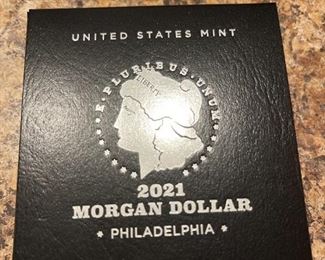 UNITED STATES MINT
E · PLURIBUS · UNUM
LIBERTY
2021
MORGAN DOLLAR
* PHILADELPHIA *